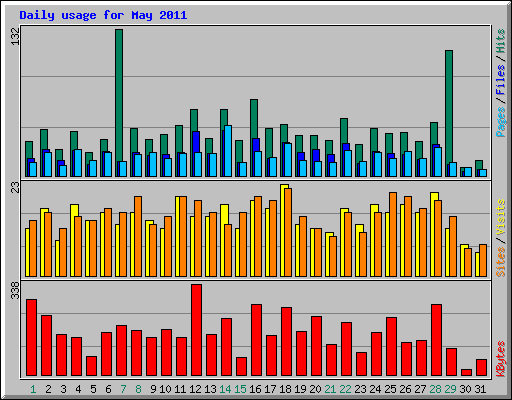 Daily usage for May 2011
132
Pages / Files / Hits
23
Sites / Visits
338
KBytes
1 2 3 4 5 6 7 8 9 10 11 12 13 14 15 16 17 18 19 20 21 22 23 24 25 26 27 28 29 30 31